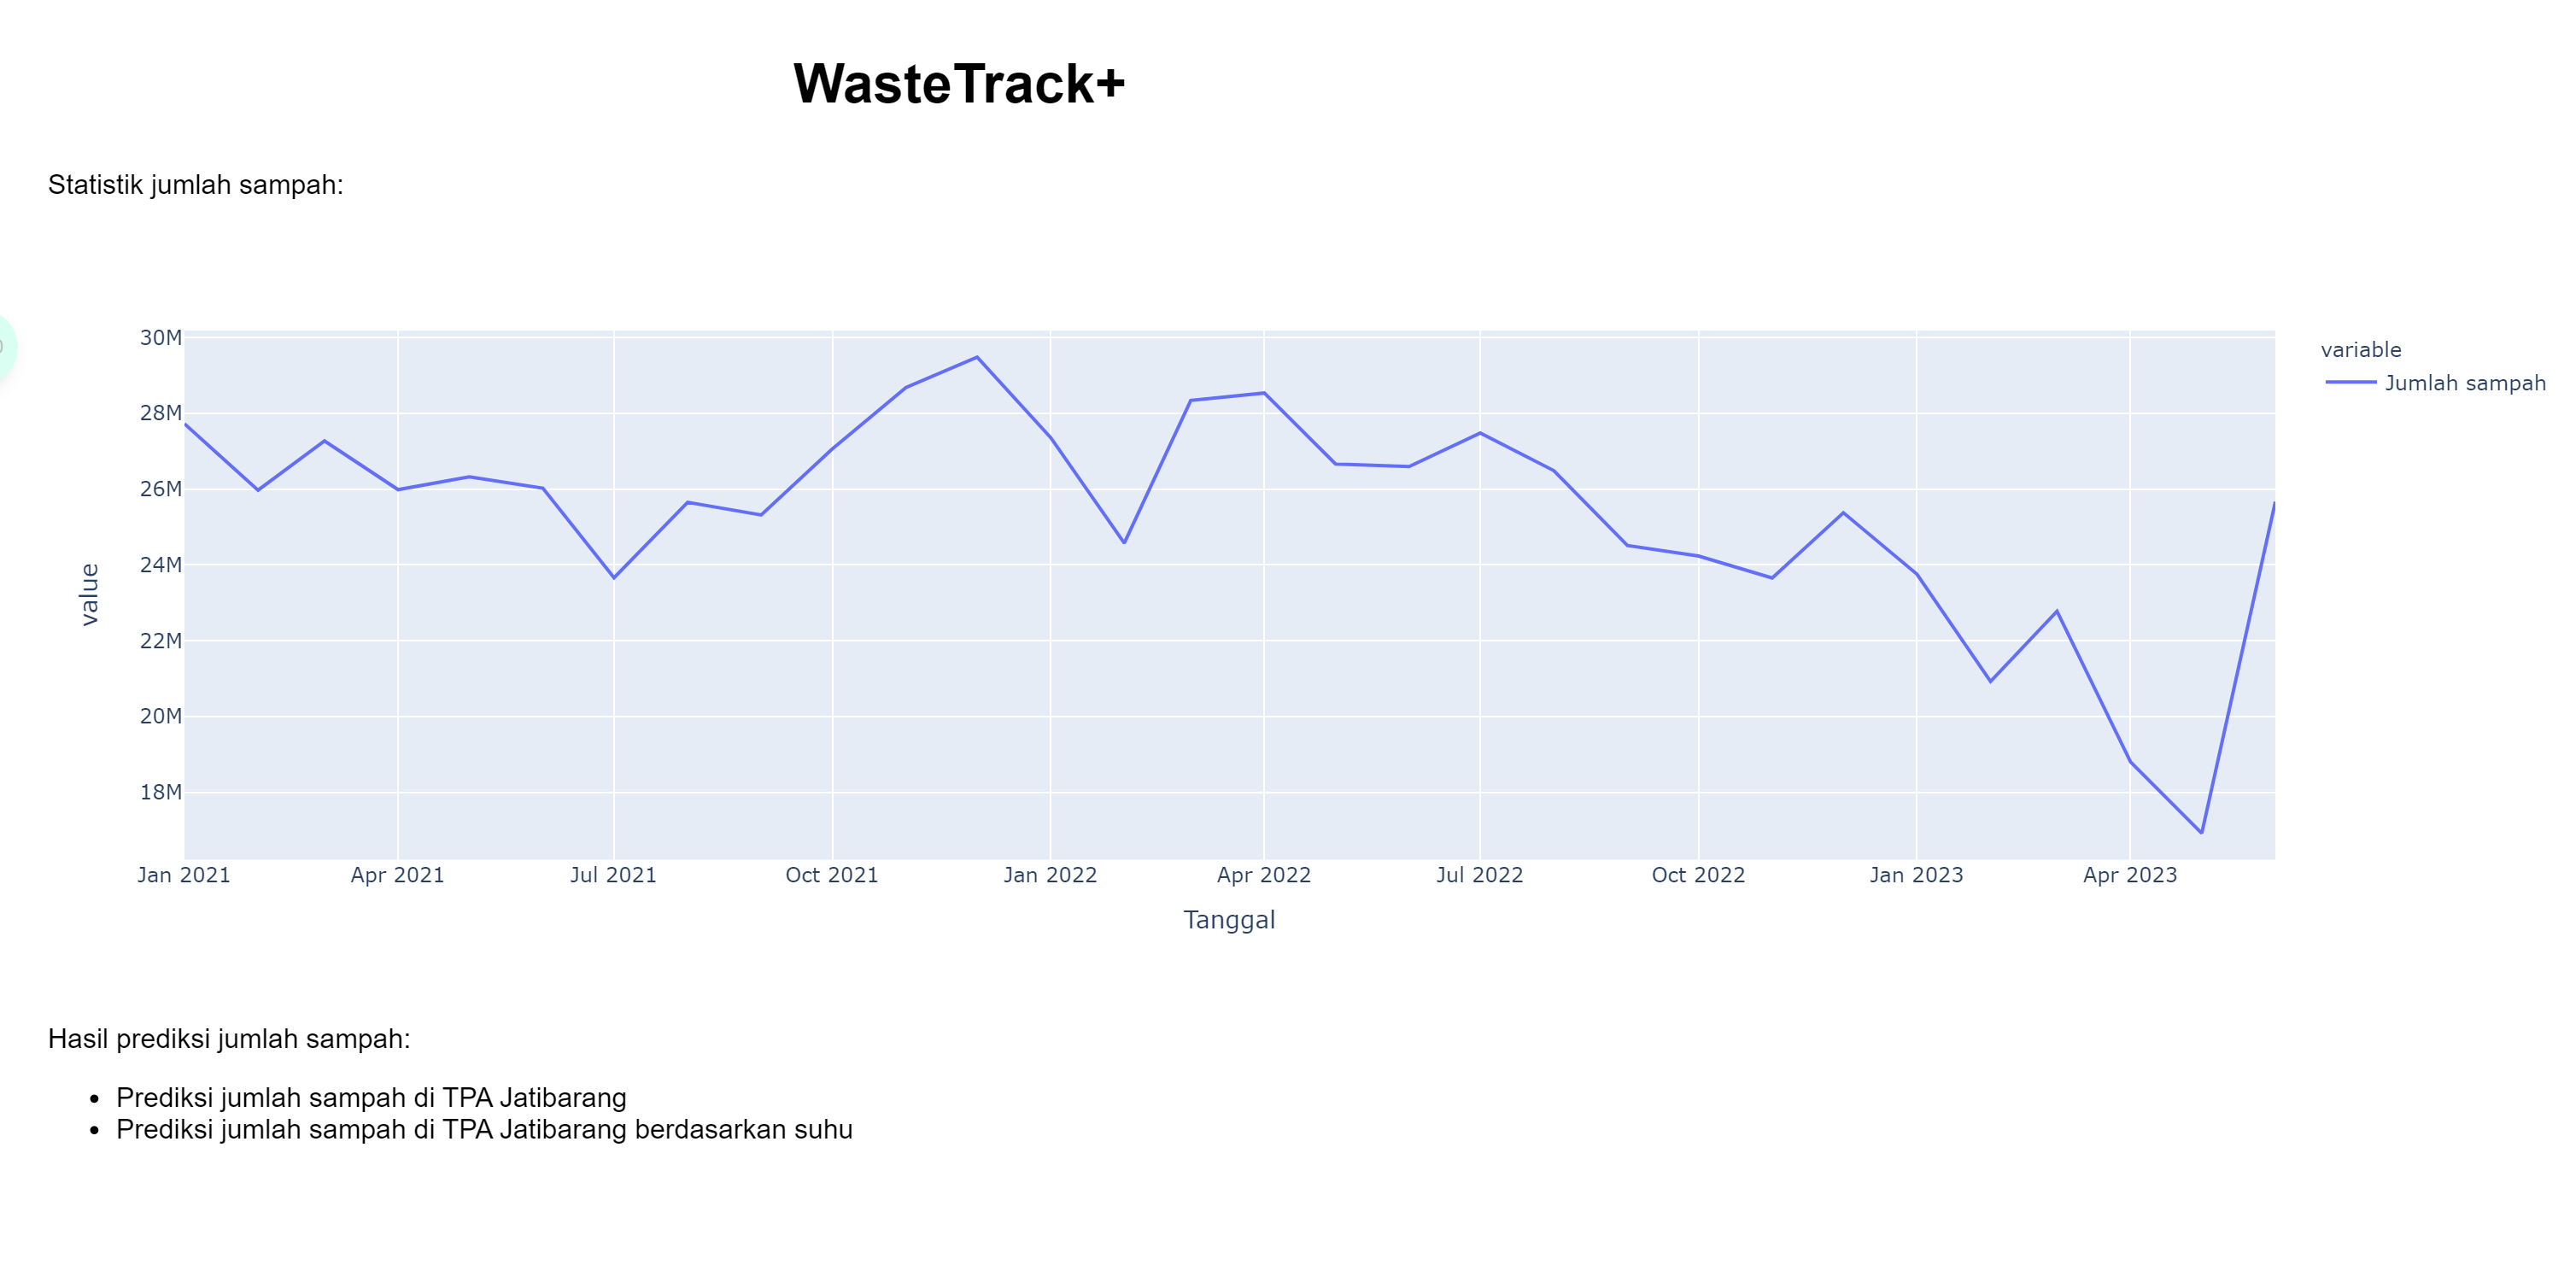 WasteTrack+
Statistik jumlah sampah:
30M
28M
26M
24M
22M
20M
18M
value
Jan 2021 Apr 2021 Jul 2021 Oct 2021 Jan 2022 Apr 2022 Jul 2022 Oct 2022 Jan 2023 Apr 2023
Tanggal
variable
Jumlah sampah
Hasil prediksi jumlah sampah:
• Prediksi jumlah sampah di TPA Jatibarang
• Prediksi jumlah sampah di TPA Jatibarang berdasarkan suhu